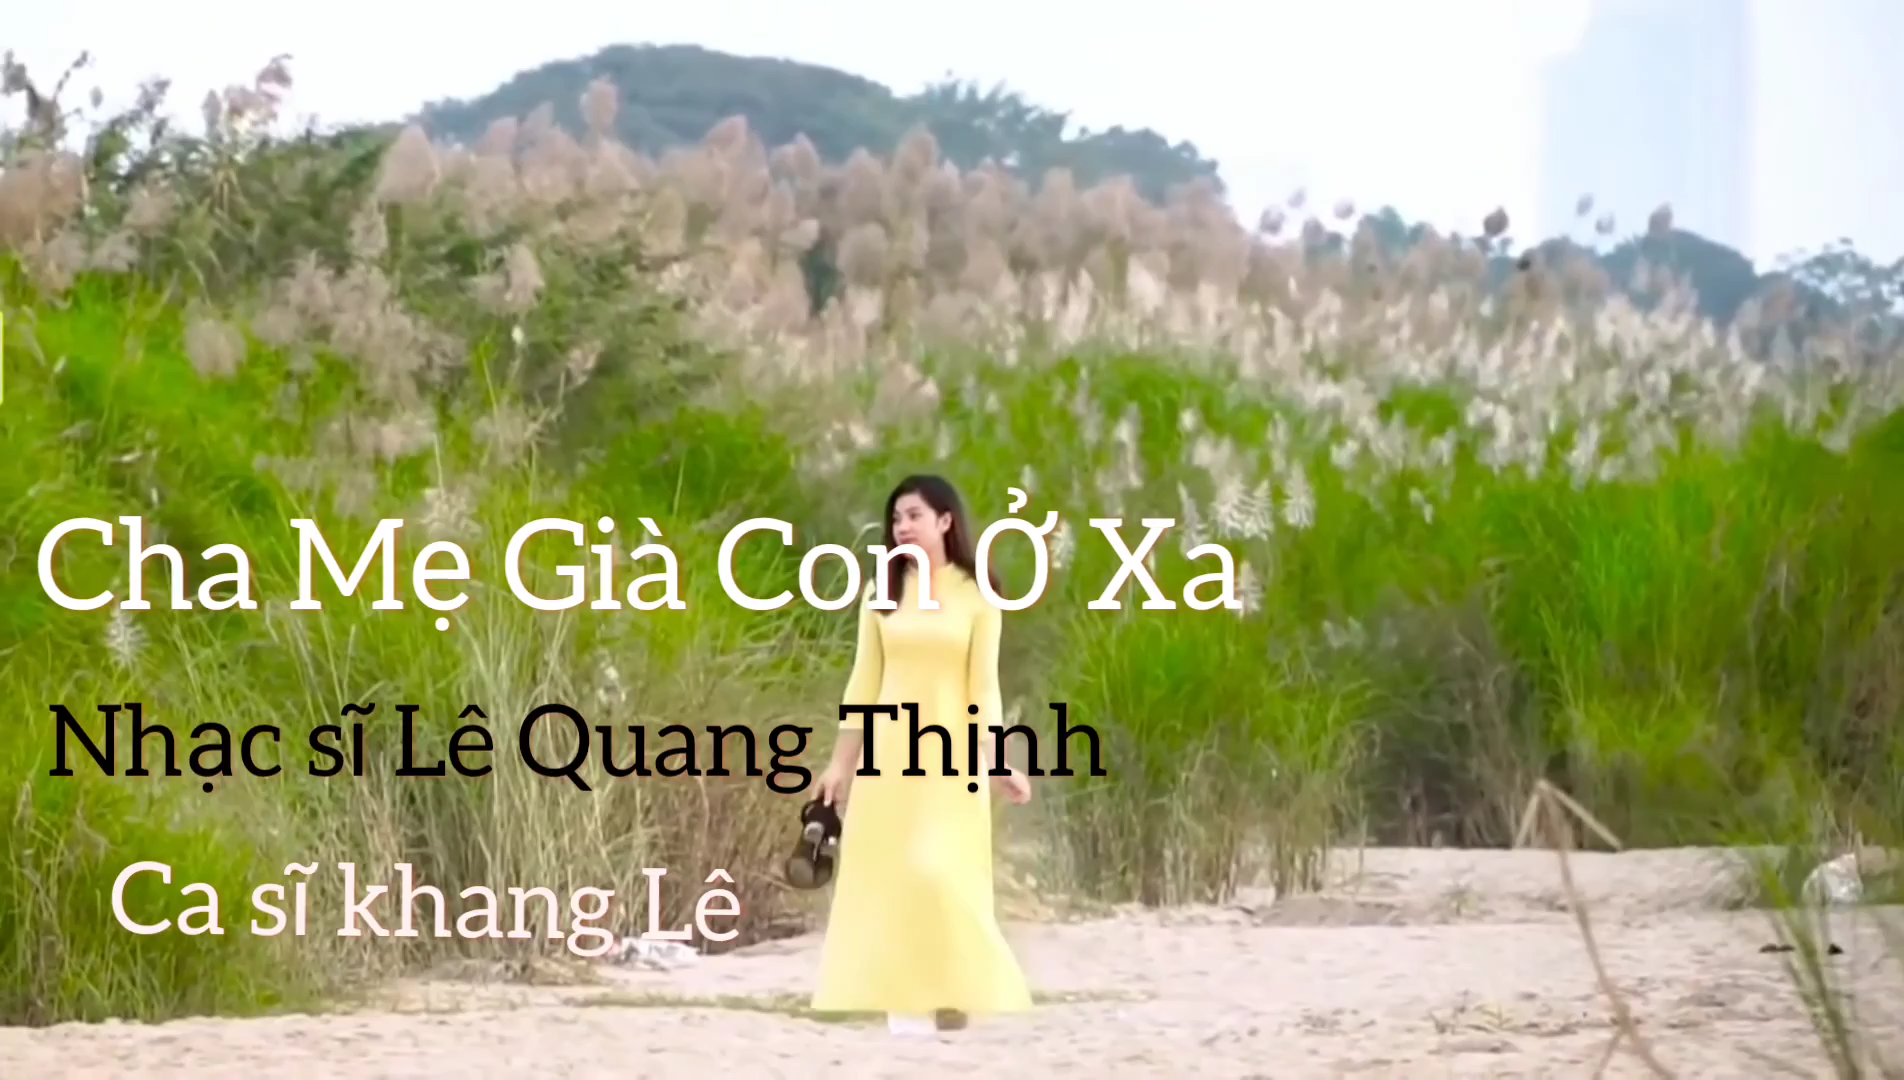 Cha Mẹ Già Con Ở Xa
Nhạc sĩ Lê Quang Thịnh
Ca sĩ khang Lê